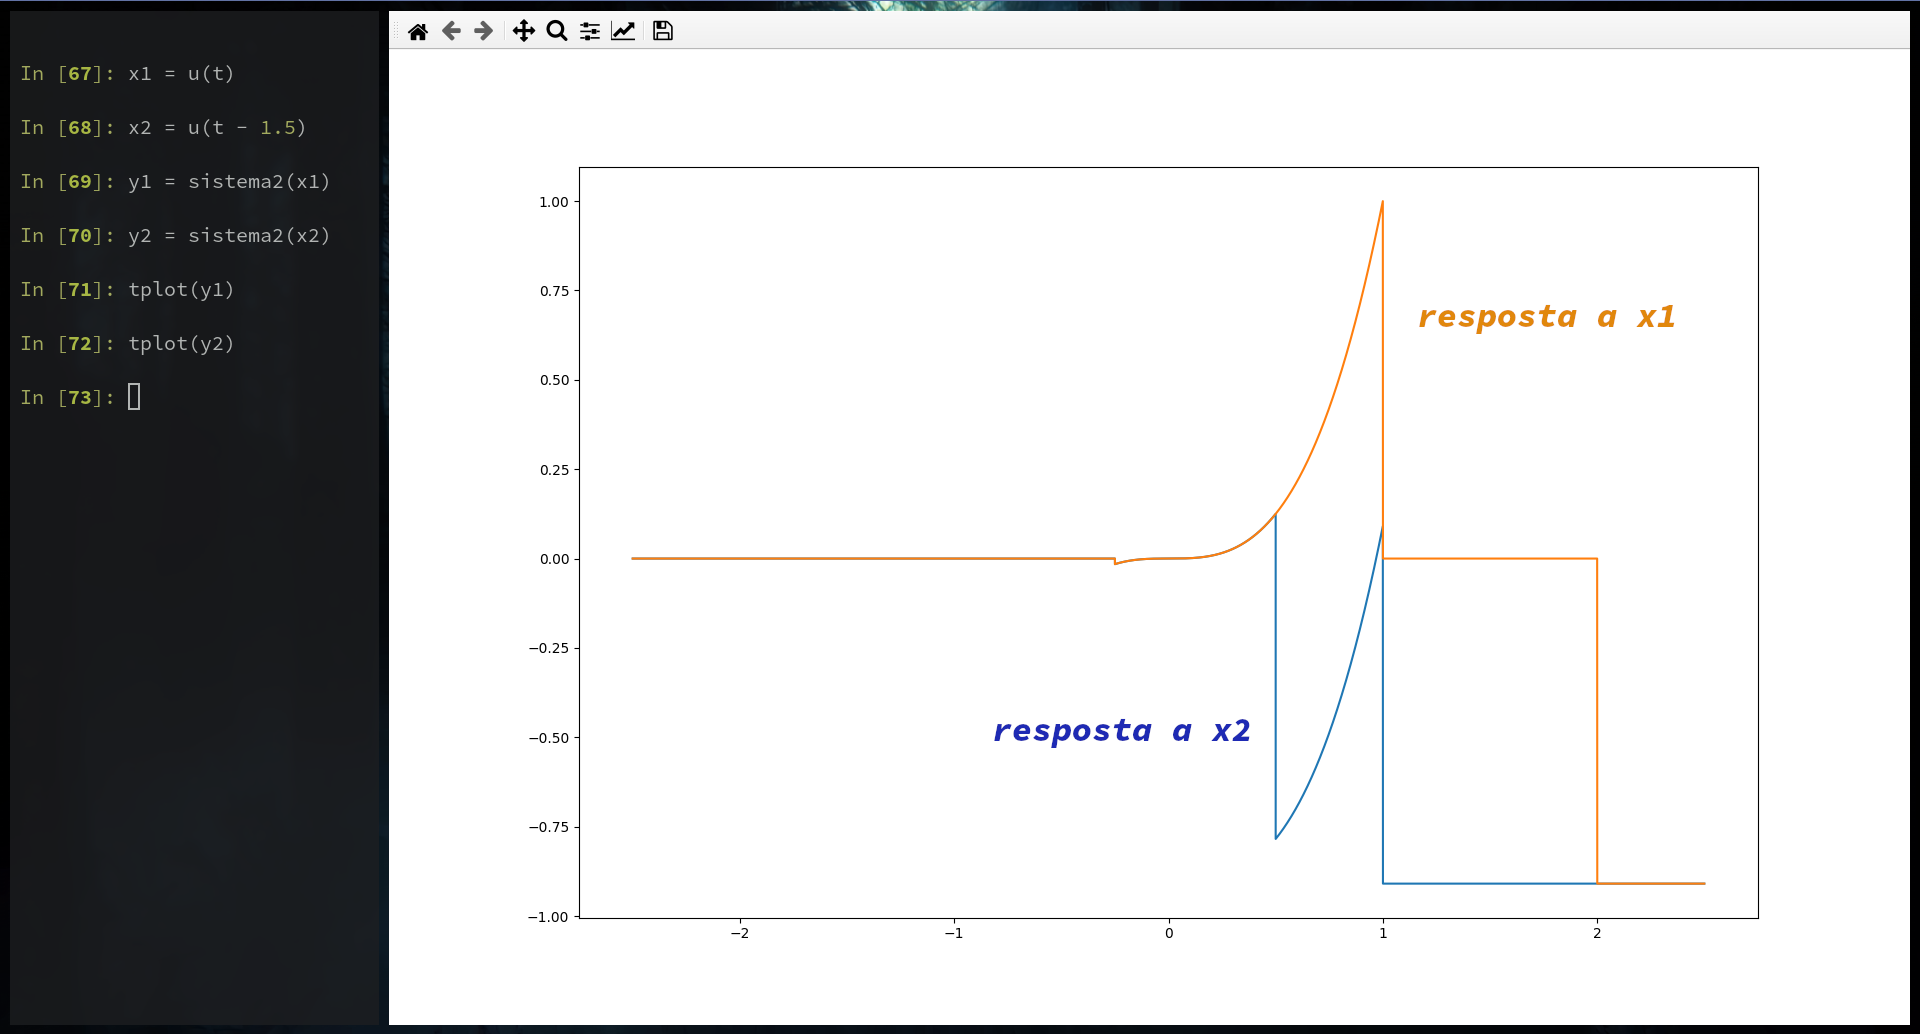 In [67]: x1 = u(t)
In [68]: x2 = u(t - 1.5)
In [69]: y1 = sistema2(x1)
In [70]: y2 = sistema2(x2)
In [71]: tplot(y1)
In [72]: tplot(y2)
In [73]:
1.00
0.75
0.50
0.25
0.00
−0.25
−0.50
−0.75
−1.00
resposta a x1
resposta a x2
−2 −1 0 1 2